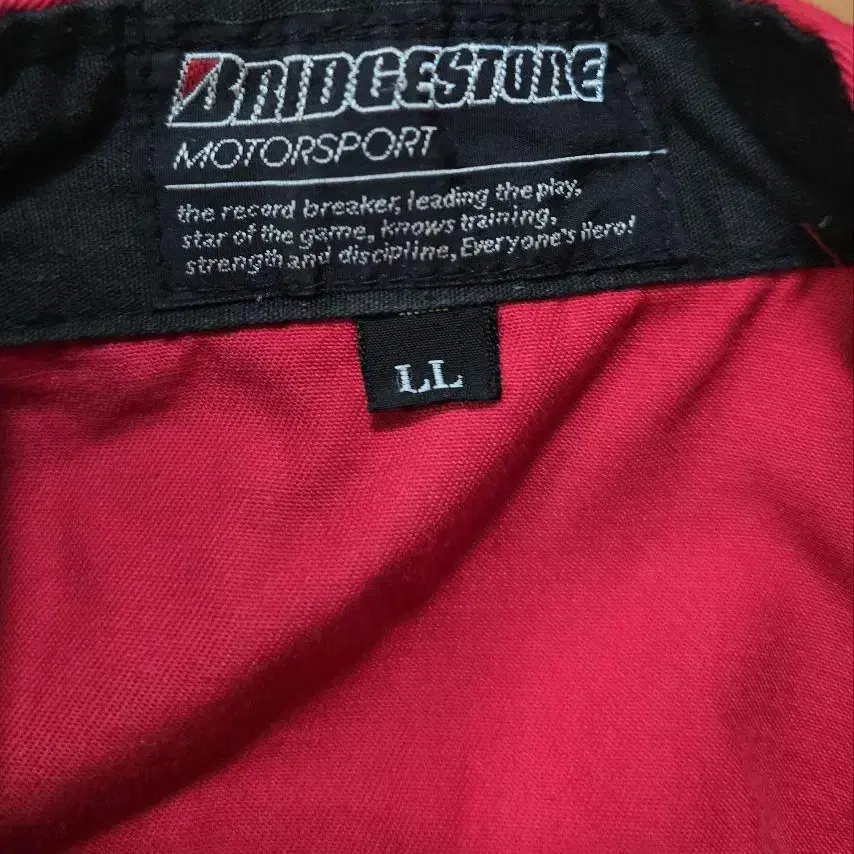 BRIDGESTONE
MOTORSPORT
the record breaker, leading the play,
star of the game, knows training,
strength and discipline, Everyone's Hero!
LL